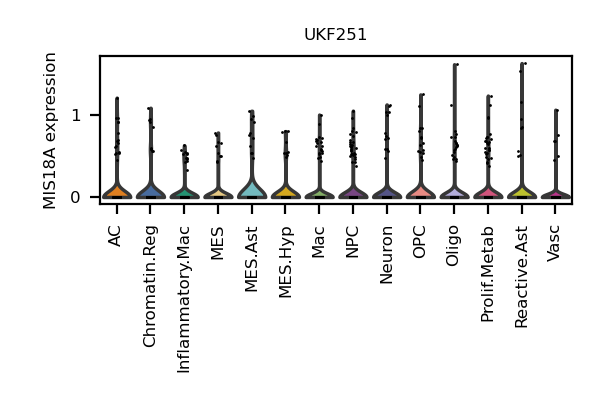 UKF251
MIS18A expression
1
0
AC
Chromatin.Reg
Inflammatory.Mac
MES
MES.Ast
MES.Hyp
Mac
NPC
Neuron
OPC
Oligo
Prolif.Metab
Reactive.Ast
Vasc